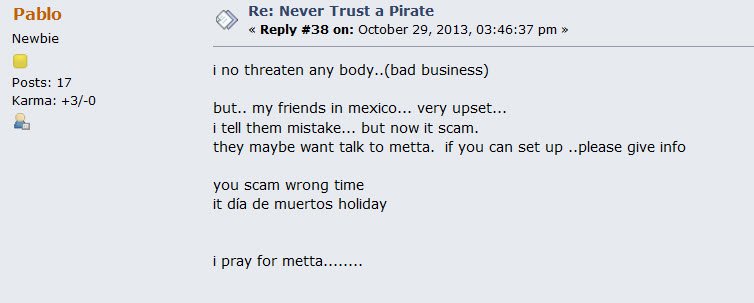 Pablo
Newbie
Posts: 17
Karma: +3/-0
Re: Never Trust a Pirate
« Reply #38 on: October 29, 2013, 03:46:37 pm »
i no threaten any body..(bad business)
but.. my friends in mexico... very upset...
i tell them mistake... but now it scam.
they maybe want talk to metta.  if you can set up ..please give info
you scam wrong time
it día de muertos holiday
i pray for metta........